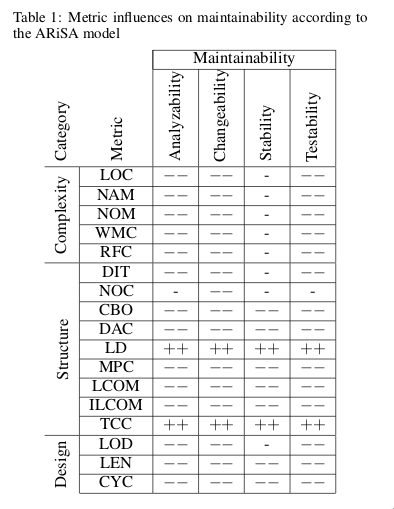 Table 1: Metric influences on maintainability according to
the ARiSA model
Maintainability
Category Metric Analyzability Changeability Stability Testability
Complexity
LOC −− −− - −−
NAM −− −− - −−
NOM −− −− - −−
WMC −− −− - −−
RFC −− −− - −−
Structure
DIT −− −− - −−
NOC - −− - -
CBO −− −− −− −−
DAC −− −− −− −−
LD ++ ++ ++ ++
MPC −− −− −− −−
LCOM −− −− −− −−
ILCOM −− −− −− −−
TCC ++ ++ ++ ++
Design
LOD −− −− - −−
LEN −− −− −− −−
CYC −− −− −− −−